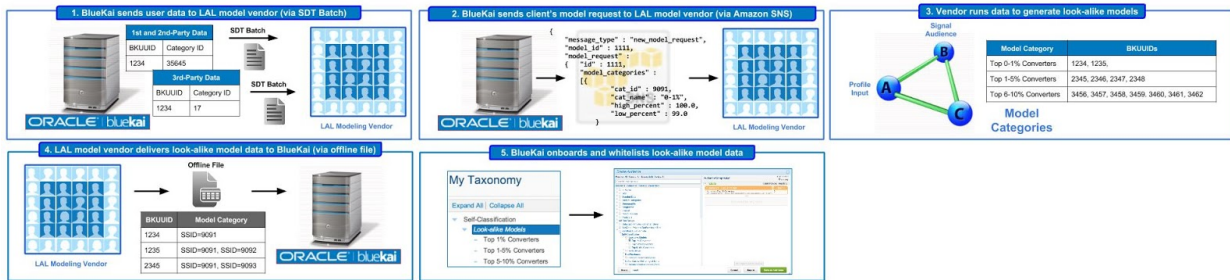 1. BlueKai sends user data to LAL model vendor (via SDT Batch)
1st and 2nd-Party Data
BKUUID Category ID
1234 35645
SDT Batch
3rd-Party Data
BKUUID Category ID
1234 17
SDT Batch
ORACLE bluekai
LAL Modeling Vendor
2. BlueKai sends client's model request to LAL model vendor (via Amazon SNS)
{
"message_type" : "new_model_request",
"model_id" : 1111,
"model_request" :
{ "id" : 1111,
"model_categories" :
[{
"cat_id" : 9091,
"cat_name" : "0-1%",
"high_percent" : 100.0,
"low_percent" : 99.0
}
ORACLE bluekai
LAL Modeling Vendor
3. Vendor runs data to generate look-alike models
Signal
Audience
B
Profile
Input
A
C
Model
Categories
Model Category BKUUIDs
Top 0-1% Converters 1234, 1235,
Top 1-5% Converters 2345, 2346, 2347, 2348
Top 6-10% Converters 3456, 3457, 3458, 3459, 3460, 3461, 3462
4. LAL model vendor delivers look-alike model data to BlueKai (via offline file)
Offline File
BKUUID Model Category
1234 SSID=9091
1235 SSID=9091, SSID=9092
2345 SSID=9091, SSID=9093
LAL Modeling Vendor
ORACLE bluekai
5. BlueKai onboards and whitelists look-alike model data
My Taxonomy
Expand All Collapse All
Self-Classification
Look-alike Models
Top 1% Converters
Top 1-5% Converters
Top 5-10% Converters